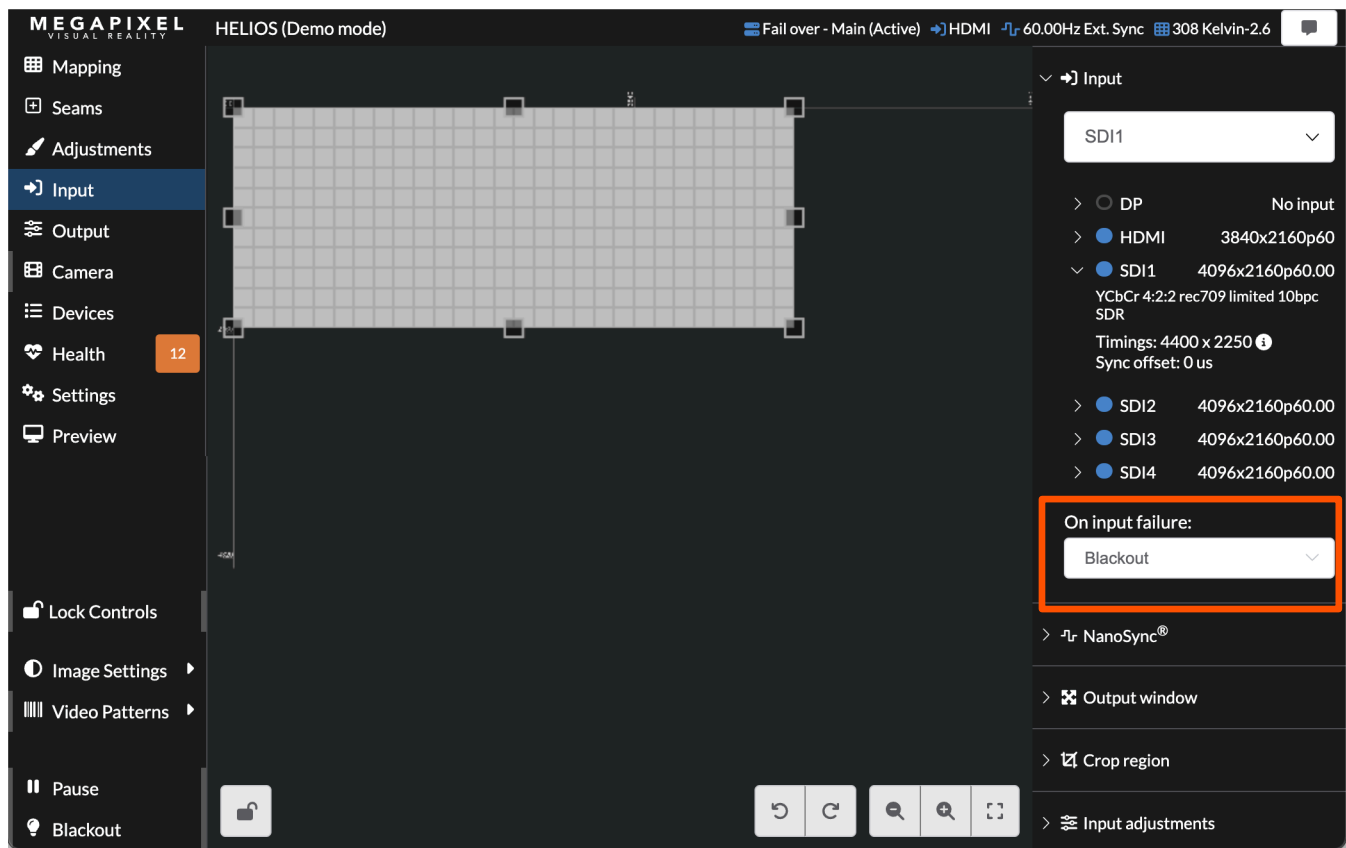 MEGAPIXEL
VISUAL REALITY
HELIOS (Demo mode)
Fail over - Main (Active) HDMI 60.00Hz Ext. Sync 308 Kelvin-2.6
Mapping
Seams
Adjustments
Input
Output
Camera
Devices
Health 12
Settings
Preview
Lock Controls
Image Settings
Video Patterns
Pause
Blackout
Input
SDI1
DP No input
HDMI 3840x2160p60
SDI1 4096x2160p60.00
YCbCr 4:2:2 rec709 limited 10bpc
SDR
Timings: 4400 x 2250
Sync offset: 0 us
SDI2 4096x2160p60.00
SDI3 4096x2160p60.00
SDI4 4096x2160p60.00
On input failure:
Blackout
NanoSync®
Output window
Crop region
Input adjustments